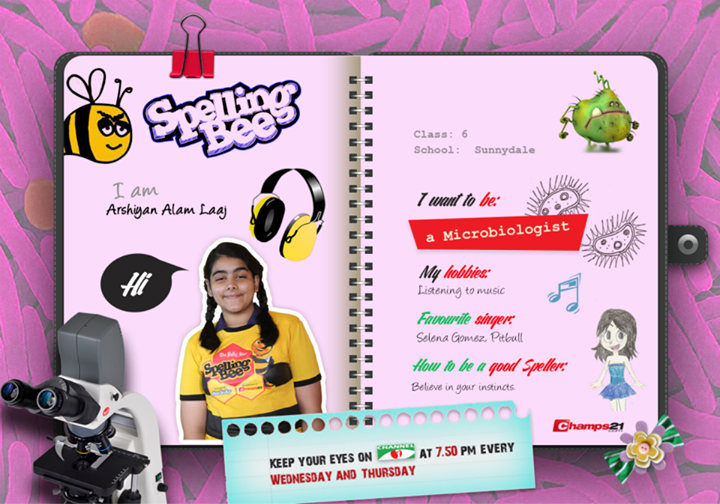 Spelling
Bee
I am
Arshiyan Alam Laaj
Hi
Spelling
Bee
Class: 6
School: Sunnydale
I want to be:
a Microbiologist
My hobbies:
Listening to music
Favourite singer:
Selena Gomez, Pitbull
How to be a good Speller:
Believe in your instincts.
Champs21
KEEP YOUR EYES ON CHANNEL i AT 7.50 PM EVERY
WEDNESDAY AND THURSDAY